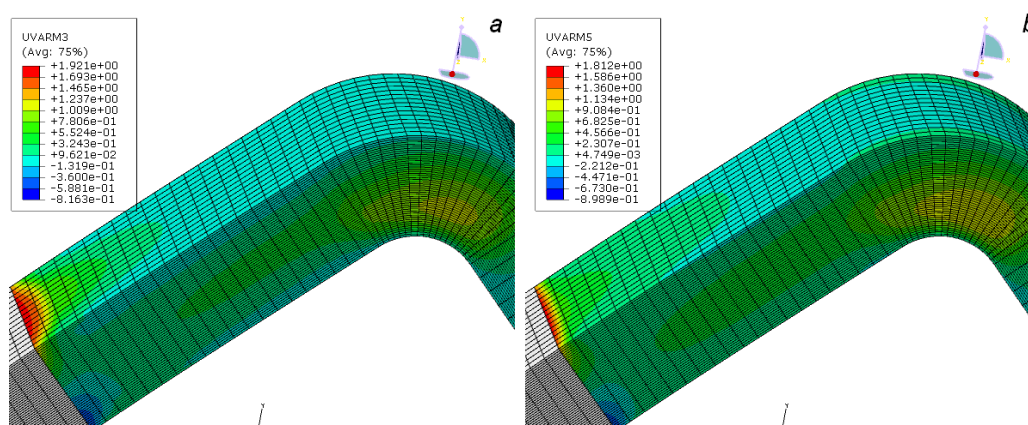 a
UVARM3
(Avg: 75%)
+1.921e+00
+1.693e+00
+1.465e+00
+1.237e+00
+1.009e+00
+7.806e-01
+5.524e-01
+3.243e-01
+9.621e-02
-1.319e-01
-3.600e-01
-5.881e-01
-8.163e-01
Y
b
UVARM5
(Avg: 75%)
+1.812e+00
+1.586e+00
+1.360e+00
+1.134e+00
+9.084e-01
+6.825e-01
+4.566e-01
+2.307e-01
+4.749e-03
-2.212e-01
-4.471e-01
-6.730e-01
-8.989e-01
Y